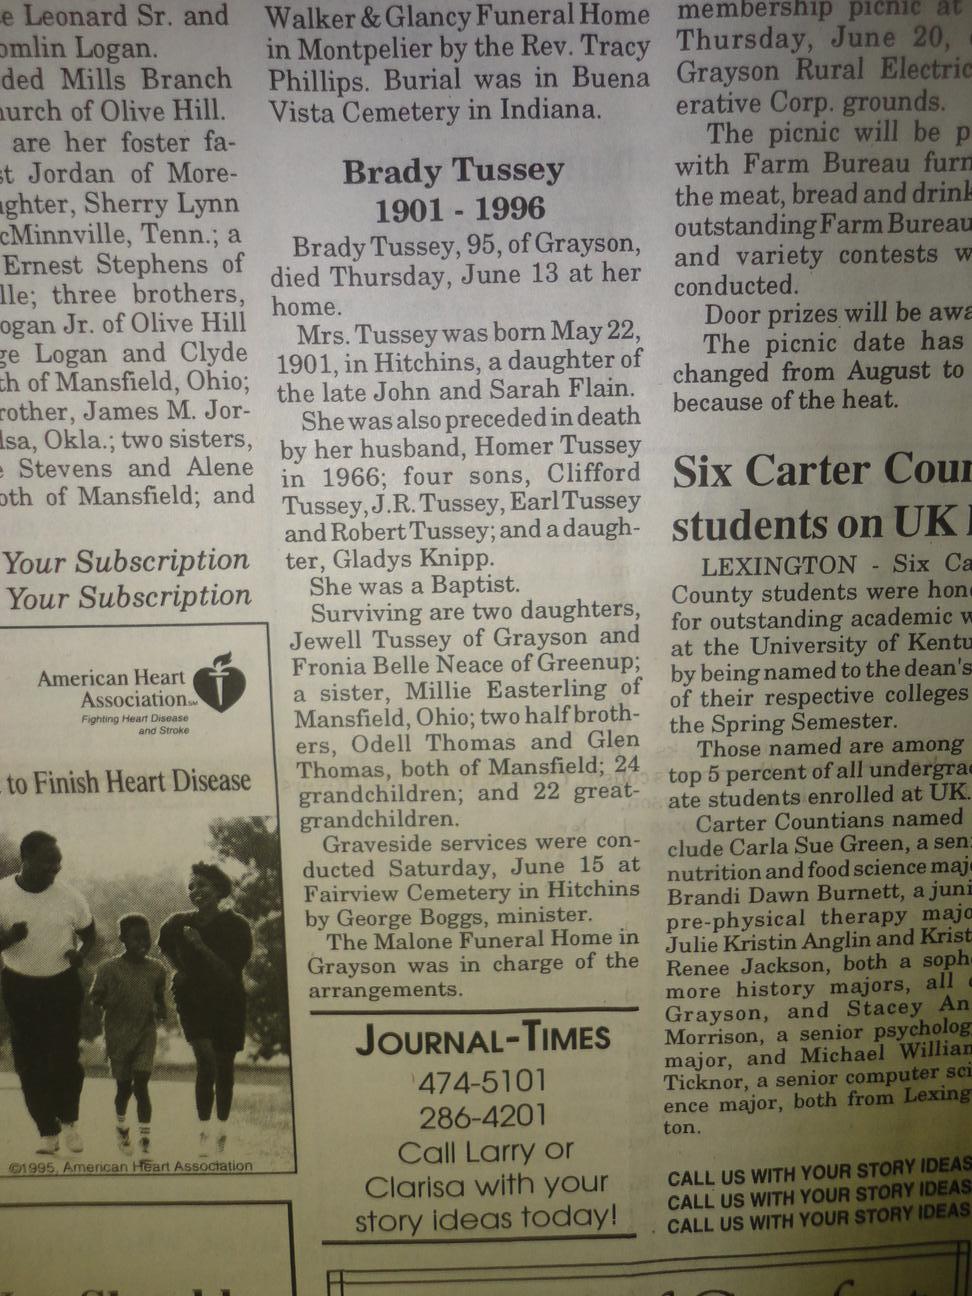 e Leonard Sr. and
omlin Logan.
ded Mills Branch
hurch of Olive Hill.
are her foster fa-
st Jordan of More-
ughter, Sherry Lynn
cMinnville, Tenn.; a
Ernest Stephens of
lle; three brothers,
ogan Jr. of Olive Hill
ge Logan and Clyde
th of Mansfield, Ohio;
rother, James M. Jor-
lsa, Okla.; two sisters,
e Stevens and Alene
oth of Mansfield; and
Your Subscription
Your Subscription
American Heart
Association
Fighting Heart Disease
and Stroke
to Finish Heart Disease
©1995, American Heart Association
Walker & Glancy Funeral Home
in Montpelier by the Rev. Tracy
Phillips. Burial was in Buena
Vista Cemetery in Indiana.
Brady Tussey
1901 - 1996
Brady Tussey, 95, of Grayson,
died Thursday, June 13 at her
home.
Mrs. Tussey was born May 22,
1901, in Hitchins, a daughter of
the late John and Sarah Flain.
She was also preceded in death
by her husband, Homer Tussey
in 1966; four sons, Clifford
Tussey, J.R. Tussey, Earl Tussey
and Robert Tussey; and a daugh-
ter, Gladys Knipp.
She was a Baptist.
Surviving are two daughters,
Jewell Tussey of Grayson and
Fronia Belle Neace of Greenup;
a sister, Millie Easterling of
Mansfield, Ohio; two half broth-
ers, Odell Thomas and Glen
Thomas, both of Mansfield; 24
grandchildren; and 22 great-
grandchildren.
Graveside services were con-
ducted Saturday, June 15 at
Fairview Cemetery in Hitchins
by George Boggs, minister.
The Malone Funeral Home in
Grayson was in charge of the
arrangements.
JOURNAL-TIMES
474-5101
286-4201
Call Larry or
Clarisa with your
story ideas today!
membership picnic at
Thursday, June 20,
Grayson Rural Electric
erative Corp. grounds.
The picnic will be p
with Farm Bureau furn
the meat, bread and drink
outstanding Farm Bureau
and variety contests w
conducted.
Door prizes will be awa
The picnic date has
changed from August to
because of the heat.
Six Carter Coun
students on UK
LEXINGTON - Six Ca
County students were hon
for outstanding academic w
at the University of Kentu
by being named to the dean's
of their respective colleges
the Spring Semester.
Those named are among
top 5 percent of all undergrad
ate students enrolled at UK.
Carter Countians named
clude Carla Sue Green, a sen
nutrition and food science majo
Brandi Dawn Burnett, a juni
pre-physical therapy majo
Julie Kristin Anglin and Krist
Renee Jackson, both a soph
more history majors, all
Grayson, and Stacey An
Morrison, a senior psycholog
major, and Michael William
Ticknor, a senior computer sci
ence major, both from Lexing
ton.
CALL US WITH YOUR STORY IDEAS
CALL US WITH YOUR STORY IDEAS
CALL US WITH YOUR STORY IDEAS